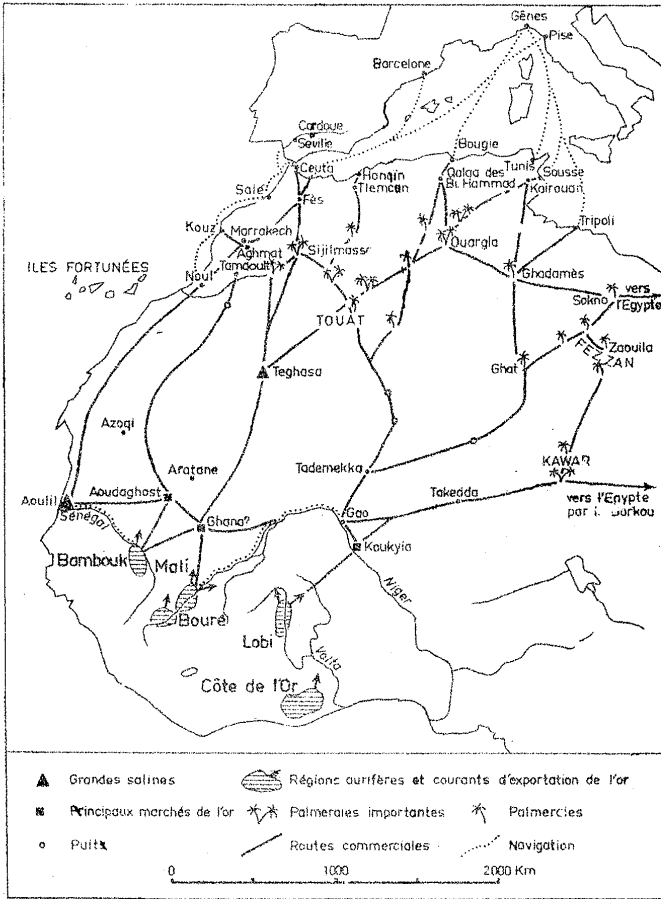 Gênes
Pise
Barcelone
Cordoue
Séville
Ceuta
Bougie
Tunis
Honqïn
Tlemcen
Qalaa des
B. Hammad
Sousse
Kairouan
Salé
Fès
Kouz
Marrakech
Aghmat
Tamdoult
Sijilmasse
Ouargla
Tripoli
ILES FORTUNÉES
Noul
Ghadamès
TOUAT
Sokna
vers
l'Egypte
FEZZAN
Zaouila
Teghasa
Ghat
Azoqi
Aratane
Tademekka
KAWAR
Aoulil
Aoudaghost
Takedda
vers l'Egypte
par
Sénégal
Ghana?
Gao
Bambouk
Mali
Koukyia
Bouré
Niger
Lobi
Volta
Côte de l'Or
Grandes salines
Régions aurifères et courants d'exportation de l'or
Principaux marchés de l'or
Palmeraies importantes
Palmeraies
Puits
Routes commerciales
Navigation
0 1000 2000 Km